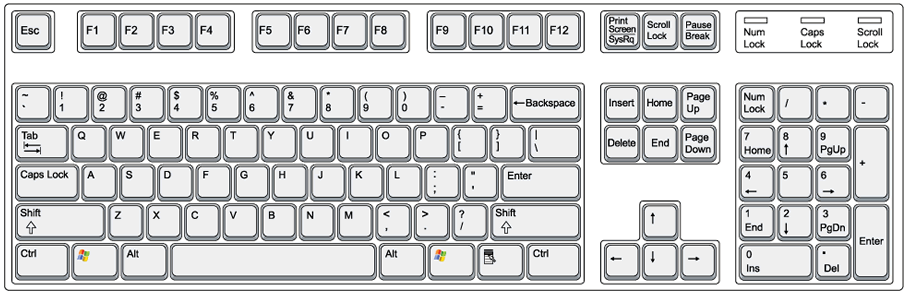 Esc F1 F2 F3 F4 F5 F6 F7 F8 F9 F10 F11 F12 Print Screen SysRq Scroll Lock Pause Break Num Lock Caps Lock Scroll Lock
~ ` ! 1 @ 2 # 3 $ 4 % 5 ^ 6 & 7 * 8 ( 9 ) 0 _ - + = ←Backspace Insert Home Page Up Num Lock / * -
Tab Q W E R T Y U I O P { [ } ] | \ Delete End Page Down 7 Home 8 ↑ 9 PgUp +
Caps Lock A S D F G H J K L : ; " ' Enter 4 ← 5 6 →
Shift Z X C V B N M < , > . ? / Shift ↑ 1 End 2 ↓ 3 PgDn Enter
Ctrl Alt Alt Ctrl ← ↓ → 0 Ins . Del